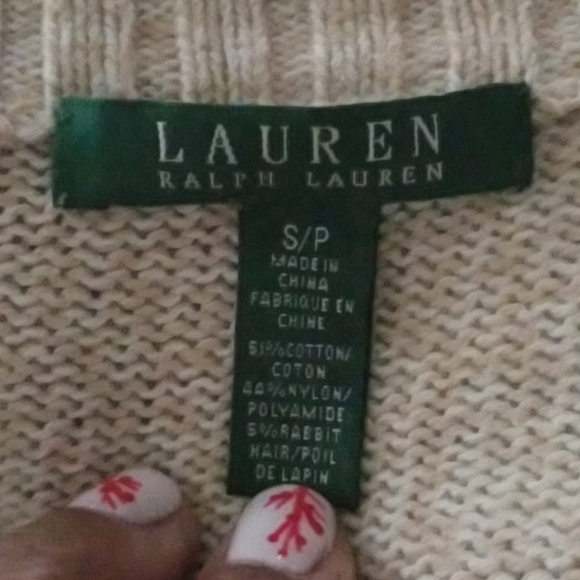 LAUREN
RALPH LAUREN
S/P
MADE IN
CHINA
FABRIQUE EN
CHINE
51%COTTON/
COTON
44%NYLON/
POLYAMIDE
5%RABBIT
HAIR/POIL
DE LAPIN